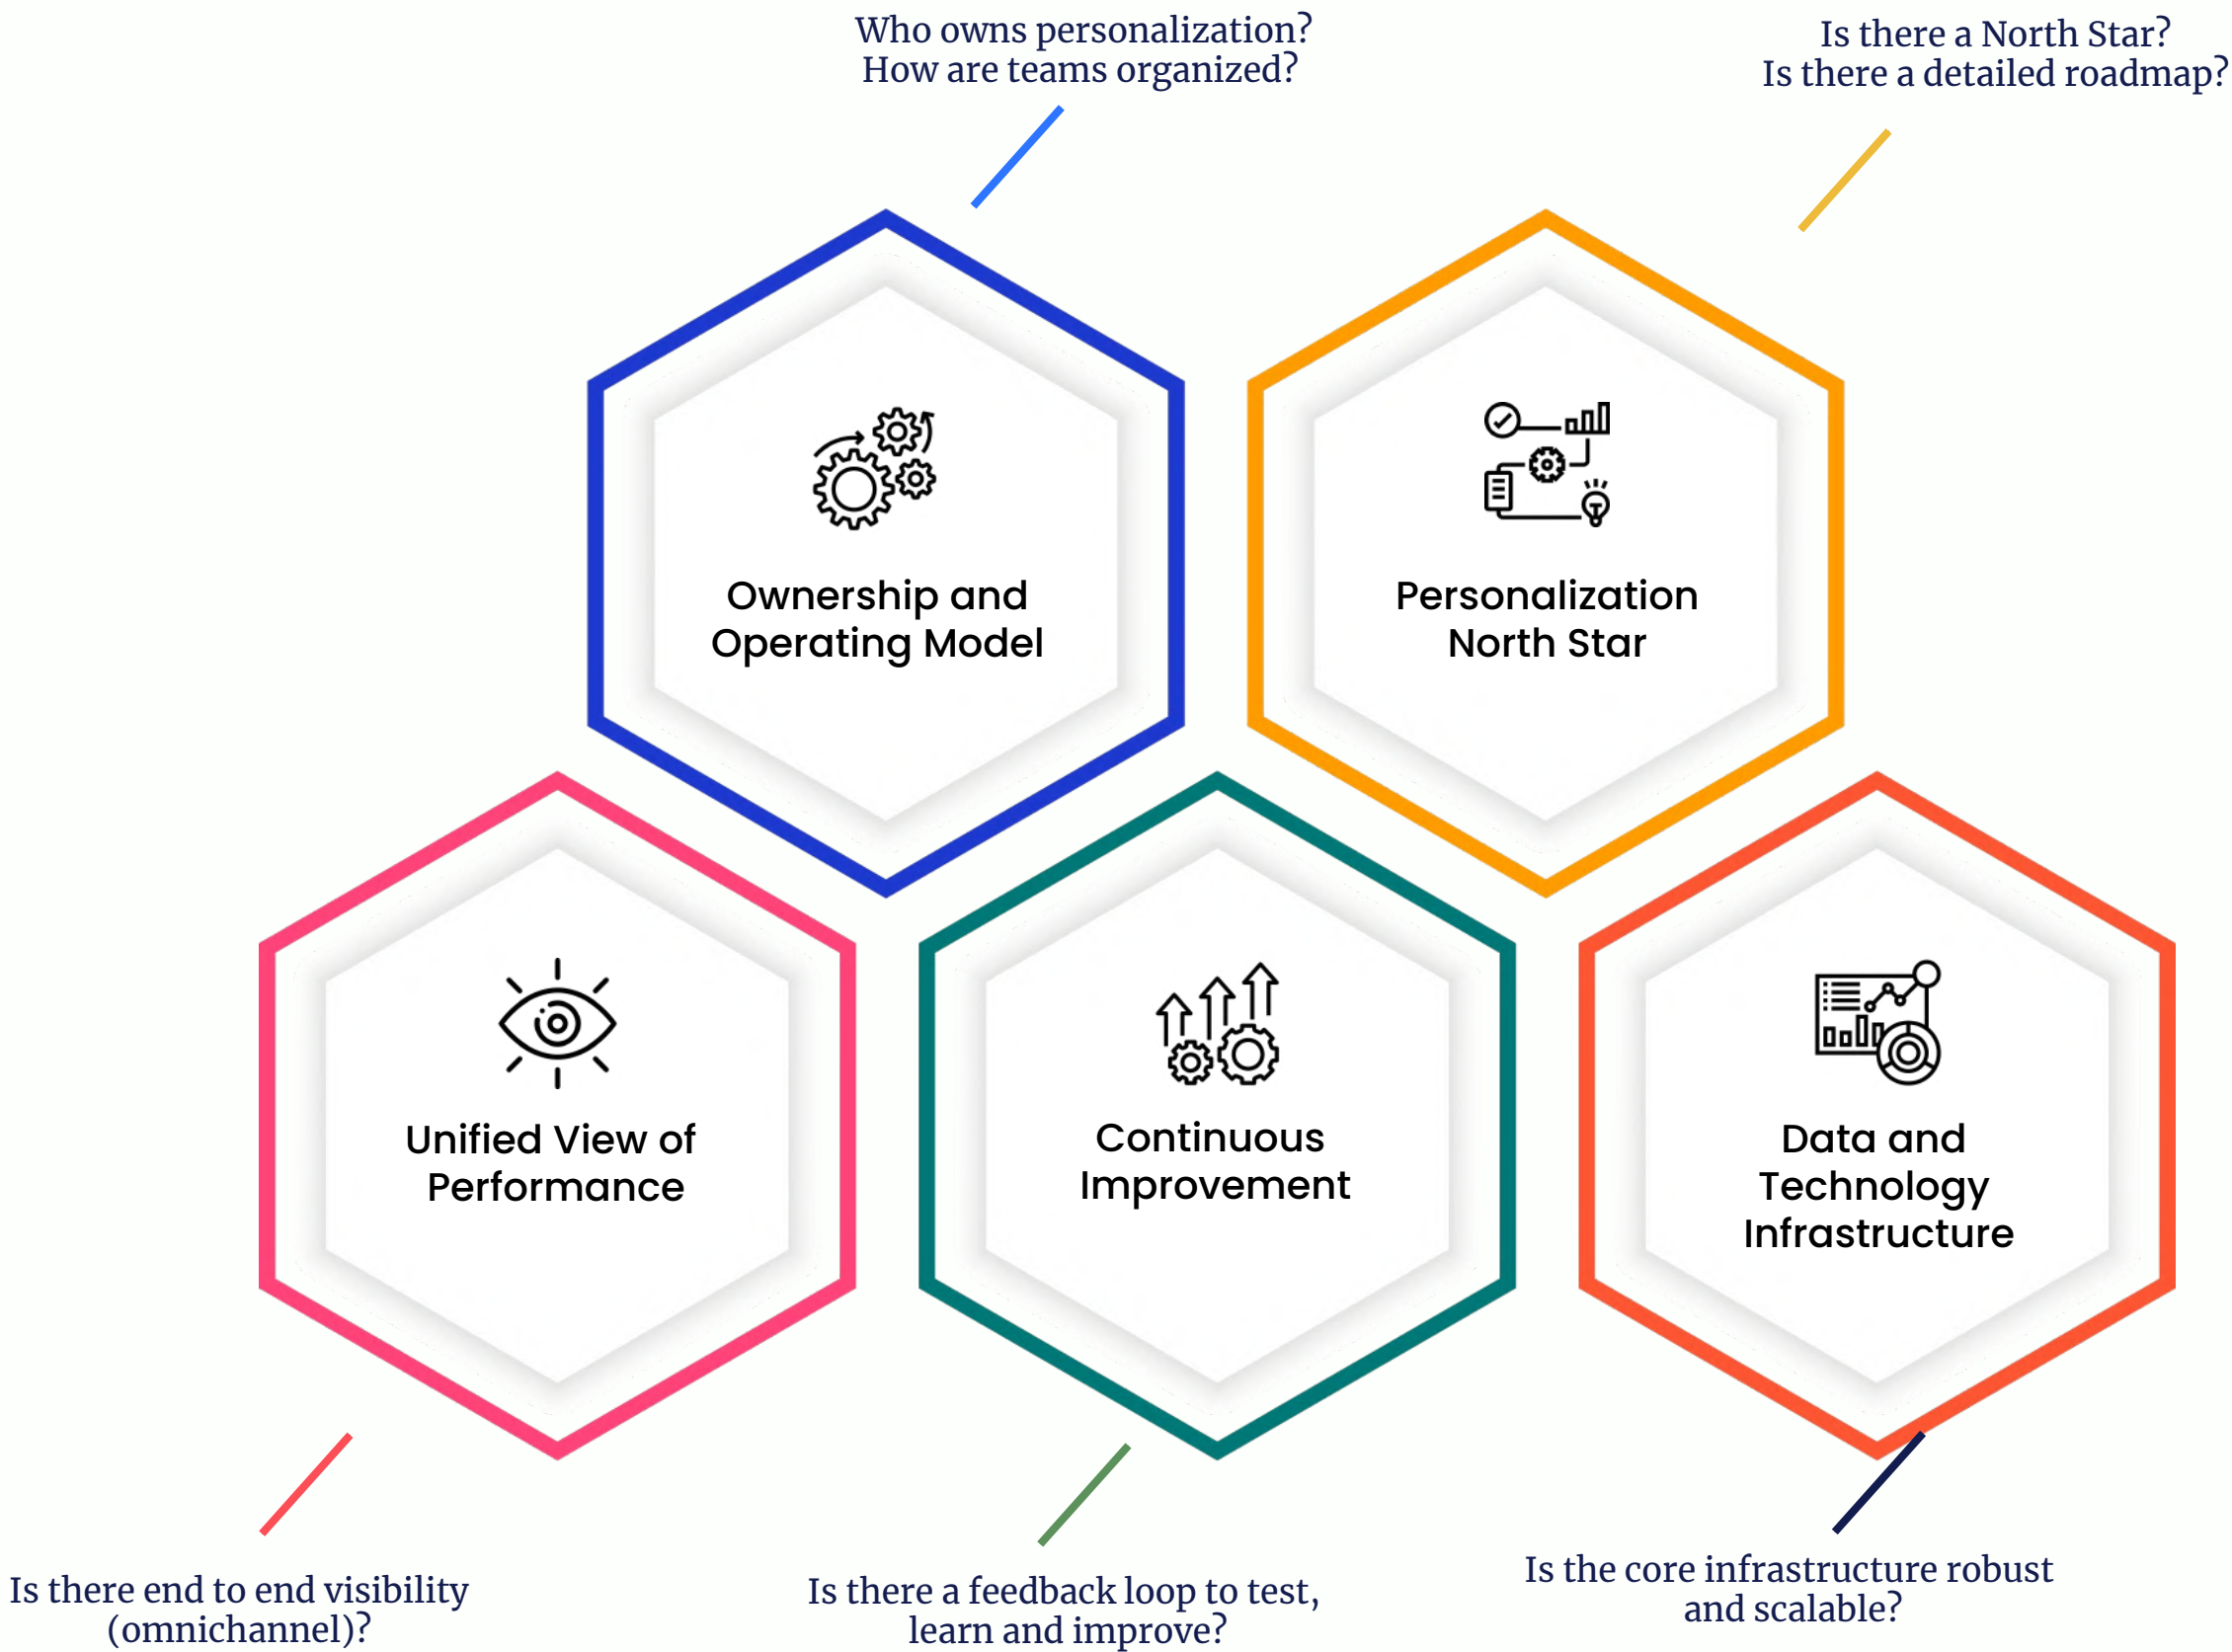 Who owns personalization?
How are teams organized?
Is there a North Star?
Is there a detailed roadmap?
Ownership and
Operating Model
Personalization
North Star
Unified View of
Performance
Continuous
Improvement
Data and
Technology
Infrastructure
Is there end to end visibility
(omnichannel)?
Is there a feedback loop to test,
learn and improve?
Is the core infrastructure robust
and scalable?